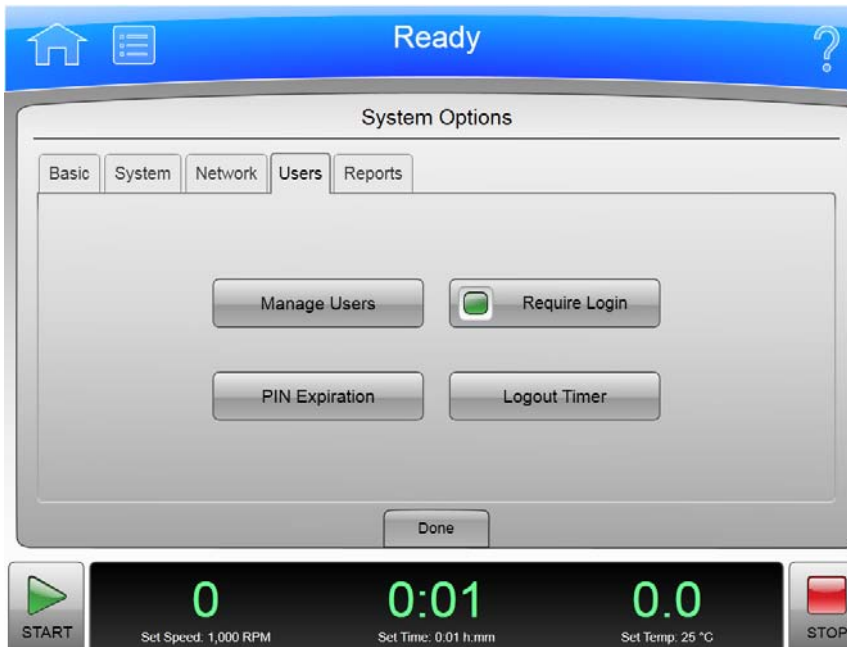 Ready
System Options
Basic System Network Users Reports
Manage Users Require Login
PIN Expiration Logout Timer
Done
0 0:01 0.0
START Set Speed: 1,000 RPM Set Time: 0:01 h:mm Set Temp: 25 °C STOP